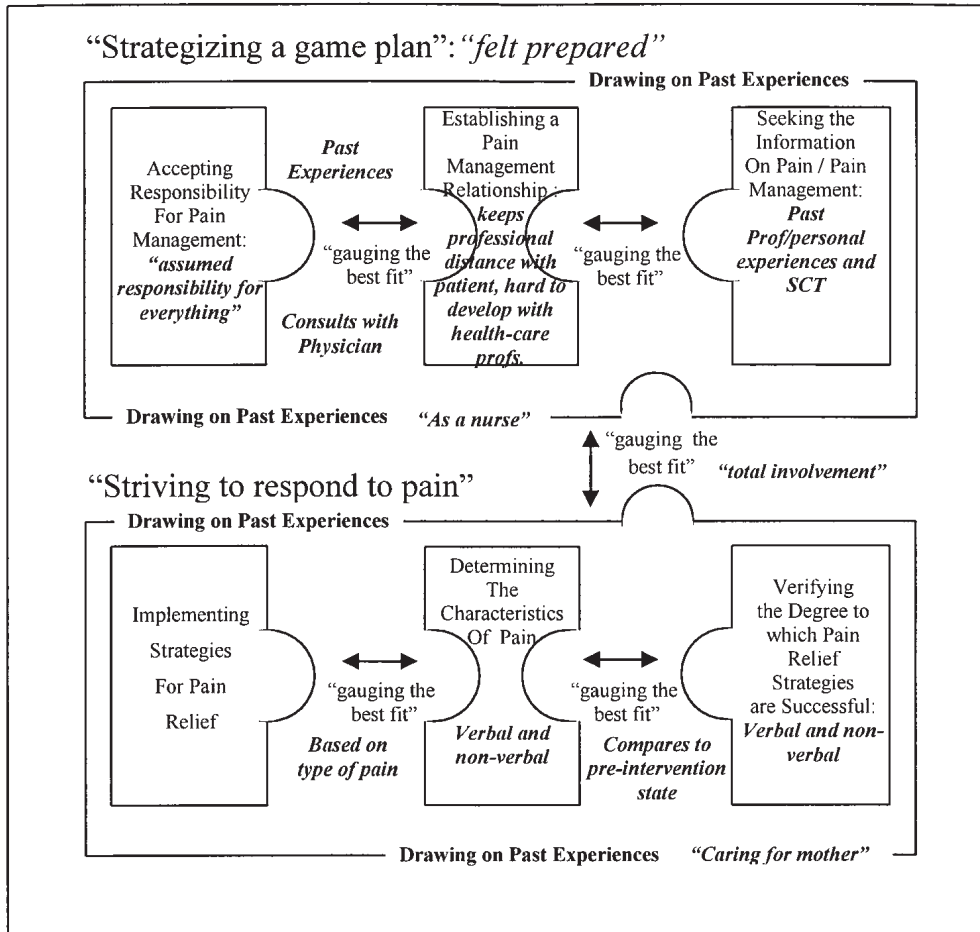 “Strategizing a game plan”: “felt prepared”
Drawing on Past Experiences
Accepting
Responsibility
For Pain
Management:
“assumed
responsibility for
everything”
Past
Experiences
“gauging the
best fit”
Consults with
Physician
Establishing a
Pain
Management
Relationship :
keeps
professional
distance with
patient, hard to
develop with
health-care
profs.
“gauging the
best fit”
Seeking the
Information
On Pain / Pain
Management:
Past
Prof/personal
experiences and
SCT
Drawing on Past Experiences “As a nurse”
“gauging the
best fit”
“total involvement”
“Striving to respond to pain”
Drawing on Past Experiences
Implementing
Strategies
For Pain
Relief
“gauging the
best fit”
Based on
type of pain
Determining
The
Characteristics
Of Pain
Verbal and
non-verbal
“gauging the
best fit”
Compares to
pre-intervention
state
Verifying
the Degree to
which Pain
Relief
Strategies
are Successful:
Verbal and non-
verbal
Drawing on Past Experiences “Caring for mother”